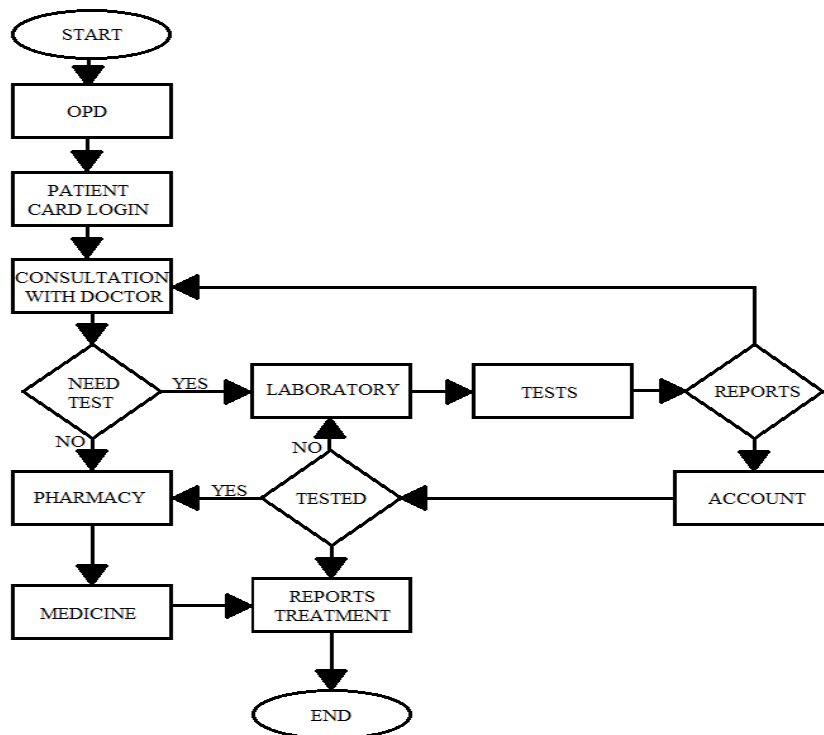 START
OPD
PATIENT
CARD LOGIN
CONSULTATION
WITH DOCTOR
NEED
TEST
YES
LABORATORY
TESTS
REPORTS
NO
NO
PHARMACY
YES
TESTED
ACCOUNT
MEDICINE
REPORTS
TREATMENT
END